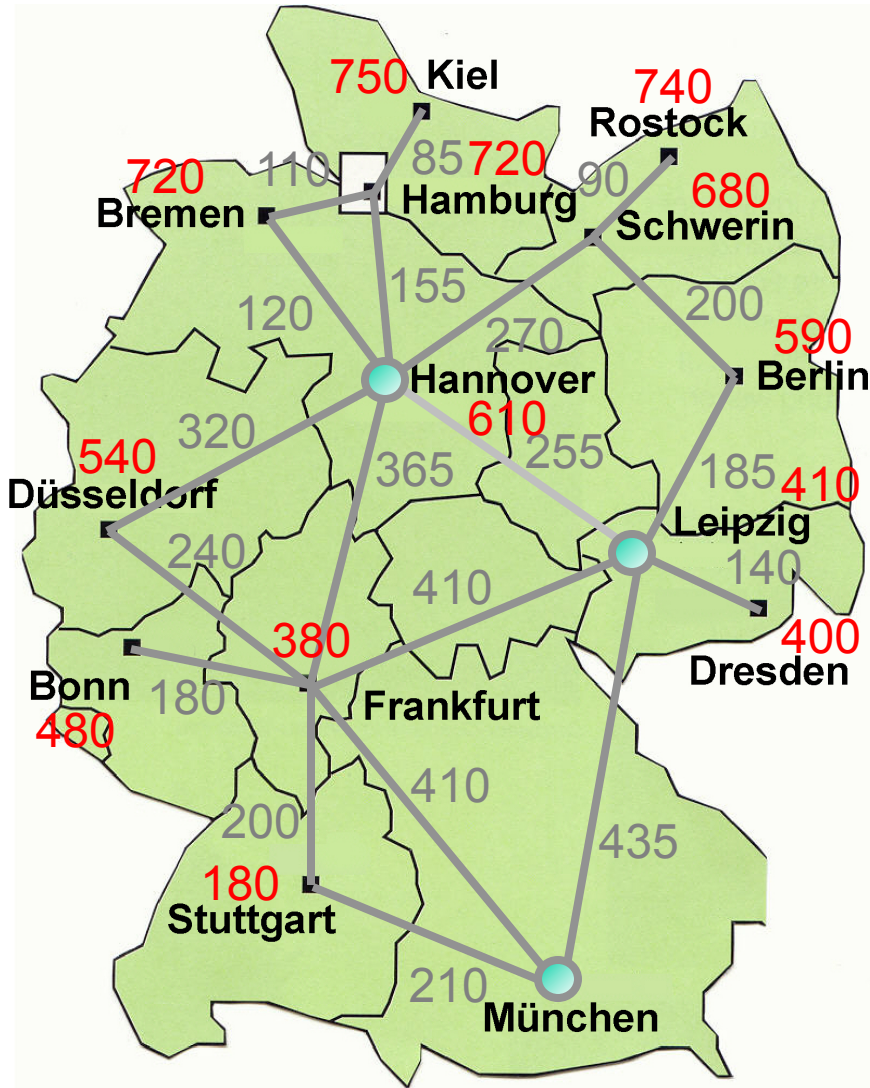 750
Kiel
740
Rostock
110
85
720
720
90
680
Bremen
Hamburg
Schwerin
155
200
120
270
590
Hannover
Berlin
610
320
540
365
255
185
410
Düsseldorf
Leipzig
240
410
140
380
400
Bonn
Dresden
180
Frankfurt
480
410
200
435
180
Stuttgart
210
München